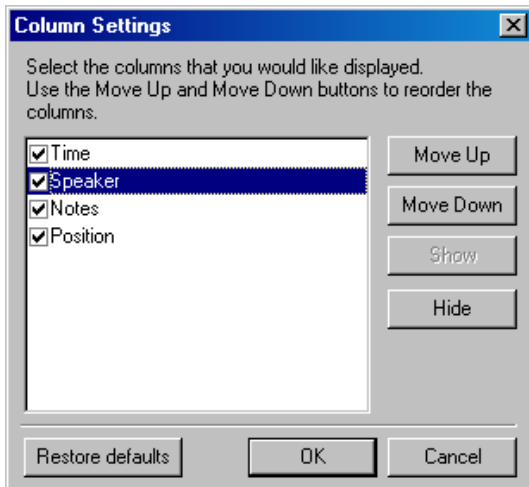 Column Settings
Select the columns that you would like displayed.
Use the Move Up and Move Down buttons to reorder the
columns.
Time
Speaker
Notes
Position
Move Up
Move Down
Show
Hide
Restore defaults
OK
Cancel